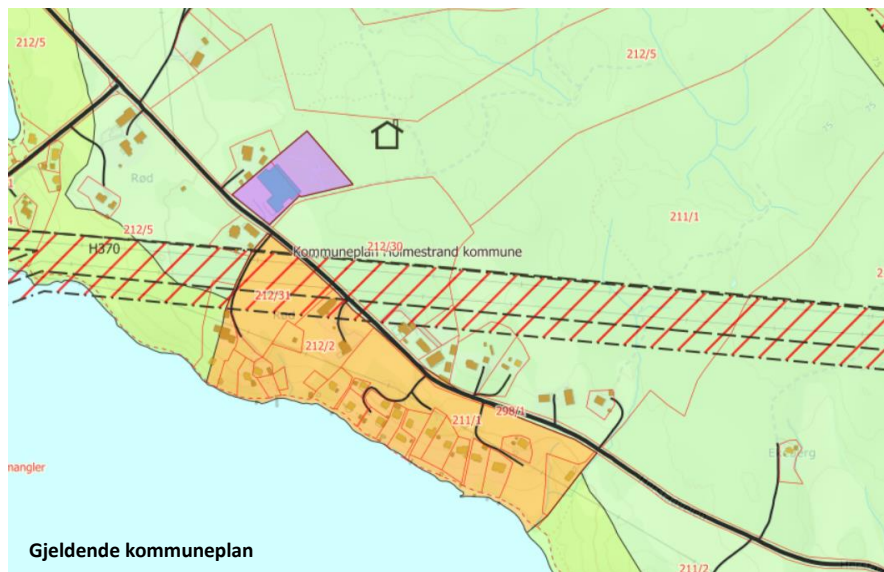 212/5
212/5
Rød
212/5
211/1
H370
212/30
Kommuneplan Holmestrand kommune
212/31
212/2
298/1
211/1
manangler
Gjeldende kommuneplan
211/2